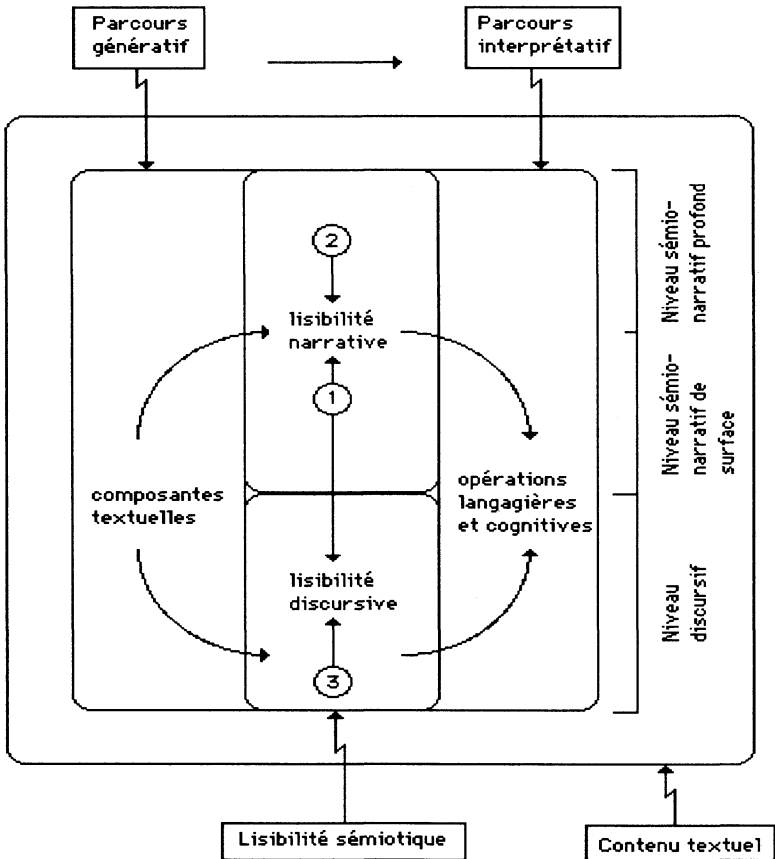 Parcours
génératif
Parcours
interprétatif
2
lisibilité
narrative
1
composantes
textuelles
opérations
langagières
et cognitives
lisibilité
discursive
3
Niveau sémio-
narratif profond
Niveau sémio-
narratif de
surface
Niveau
discursif
Lisibilité sémiotique
Contenu textuel